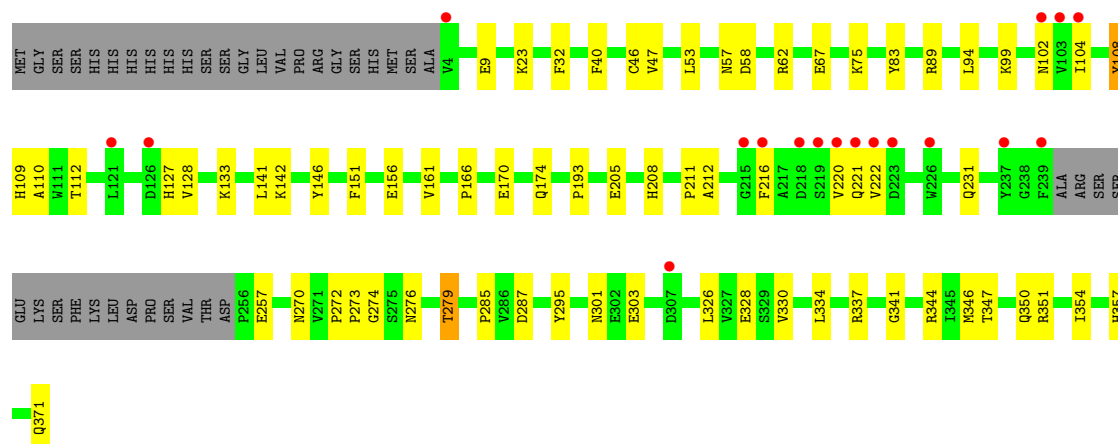 MET GLY SER SER HIS HIS HIS HIS HIS HIS SER SER GLY LEU VAL PRO ARG GLY SER HIS MET SER ALA V4 E9 K23 F32 F40 C46 V47 L53 N57 D58 R62 E67 K75 Y83 R89 L94 K99 N102 V103 I104
H109 A110 W111 T112 L121 D126 H127 V128 K133 L141 K142 Y146 F151 E156 V161 P166 E170 Q174 P193 E205 H208 P211 A212 G215 F216 A217 D218 S219 V220 Q221 V222 D223 W226 Q231 Y237 G238 F239 ALA ARG SER SER
GLU LYS SER PHE HIS LYS LEU ASP PRO SER VAL THR ASP P256 E257 N270 V271 P272 P273 G274 S275 N276 T279 P285 V286 D287 Y295 N301 E302 E303 D307 L326 V327 E328 S329 V330 L334 R337 G341 R344 I345 M346 T347 Q350 R351 I354 H357
Q371